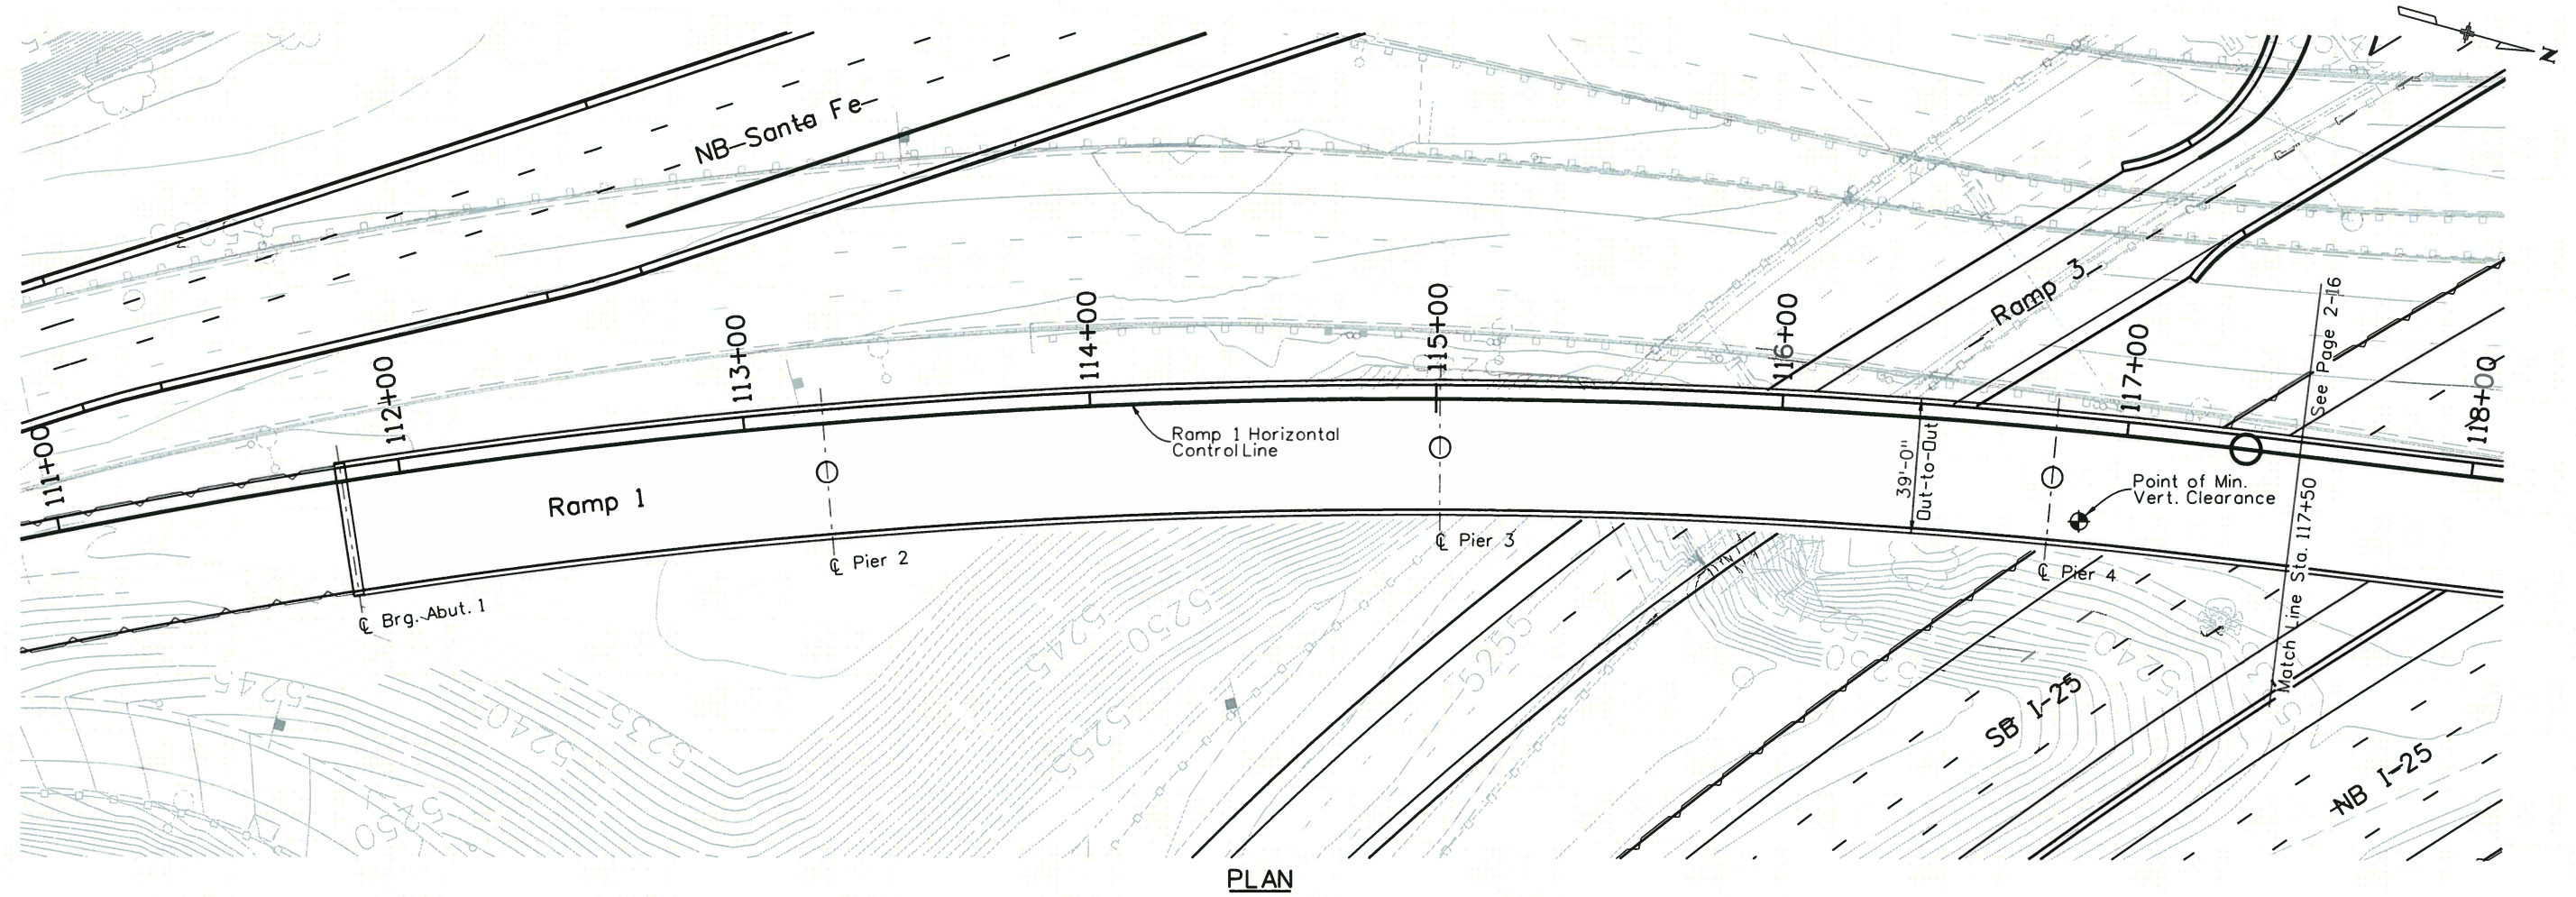 N
NB Santa Fe
Ramp 3
See Page 2-16
111+00
112+00
113+00
114+00
115+00
116+00
117+00
118+00
Ramp 1 Horizontal
Control Line
Ramp 1
39'-0"
Out-to-Out
Point of Min.
Vert. Clearance
Match Line Sta. 117+50
℄ Brg. Abut. 1
℄ Pier 2
℄ Pier 3
℄ Pier 4
5245
5240
5235
5245
5250
5255
5255
5240
5250
SB I-25
NB I-25
PLAN